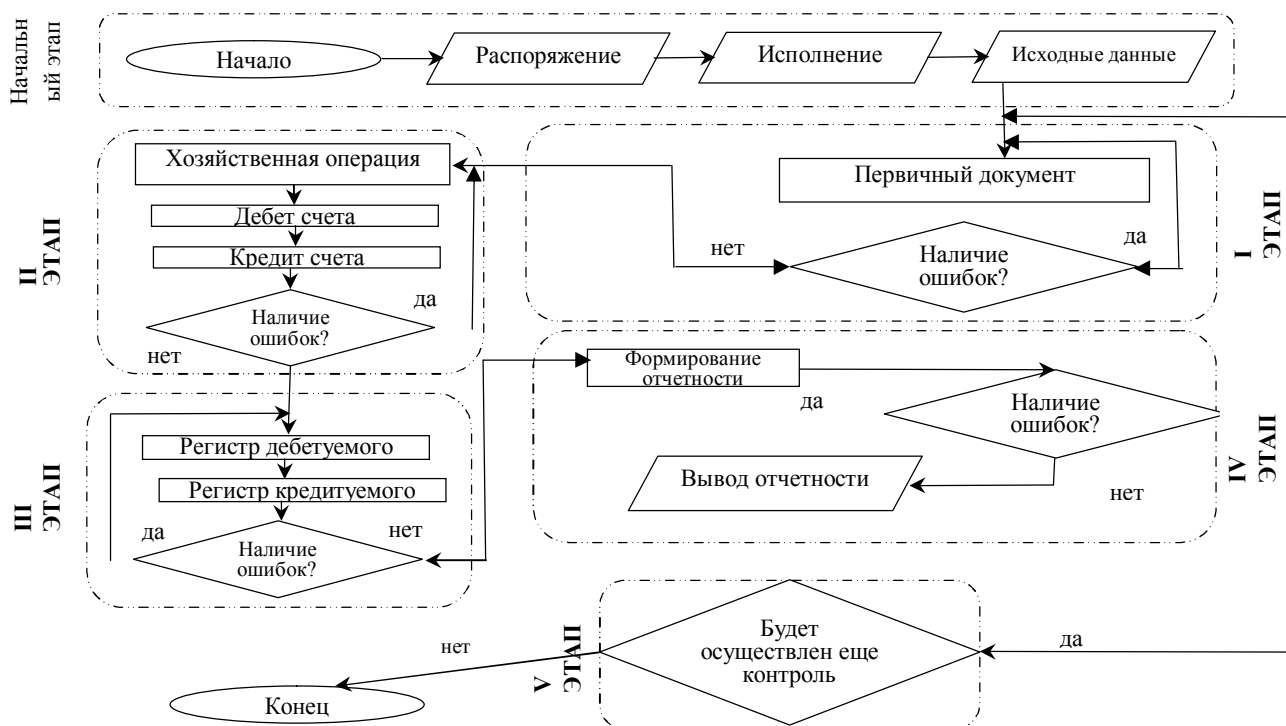 Начальн
ый этап
Начало
Распоряжение
Исполнение
Исходные данные
Хозяйственная операция
Дебет счета
Кредит счета
Наличие
ошибок?
да
нет
II
ЭТАП
Первичный документ
нет
да
Наличие
ошибок?
I
ЭТАП
Регистр дебетуемого
Регистр кредитуемого
да
нет
Наличие
ошибок?
III
ЭТАП
Формирование
отчетности
да
Наличие
ошибок?
Вывод отчетности
нет
IV
ЭТАП
Будет
осуществлен еще
контроль
да
нет
V
ЭТАП
Конец